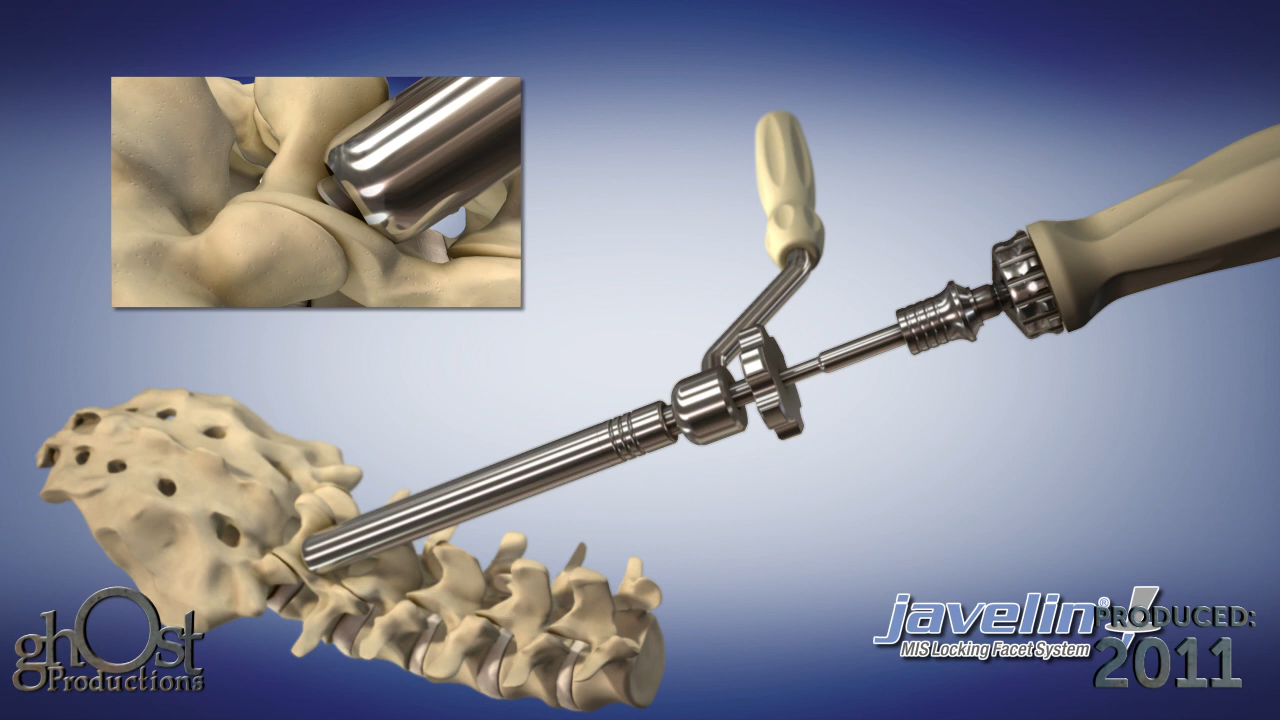 ghOst
Productions
javelin®
MIS Locking Facet System
PRODUCED:
2011